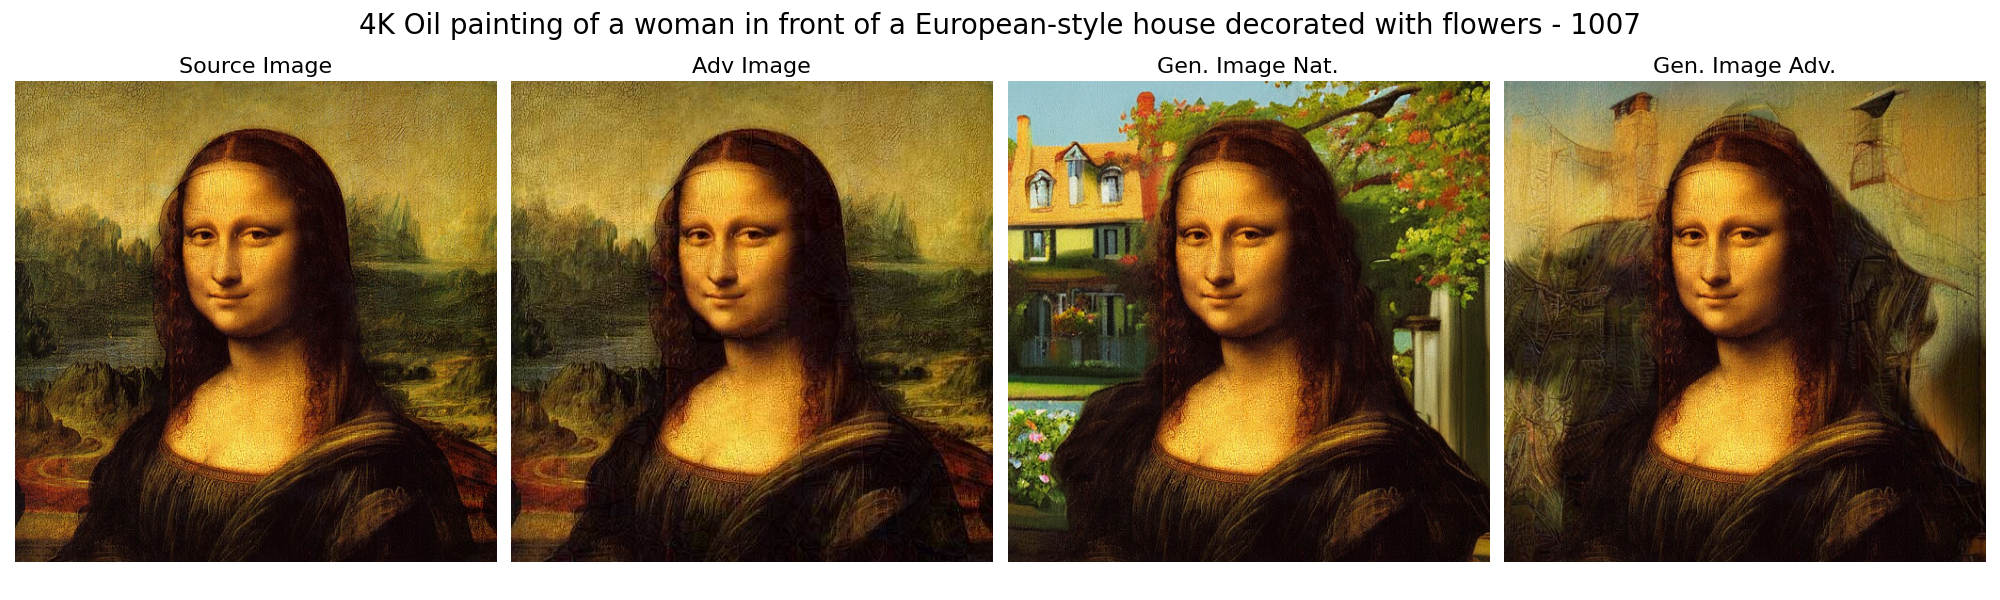 4K Oil painting of a woman in front of a European-style house decorated with flowers - 1007
Source Image
Adv Image
Gen. Image Nat.
Gen. Image Adv.